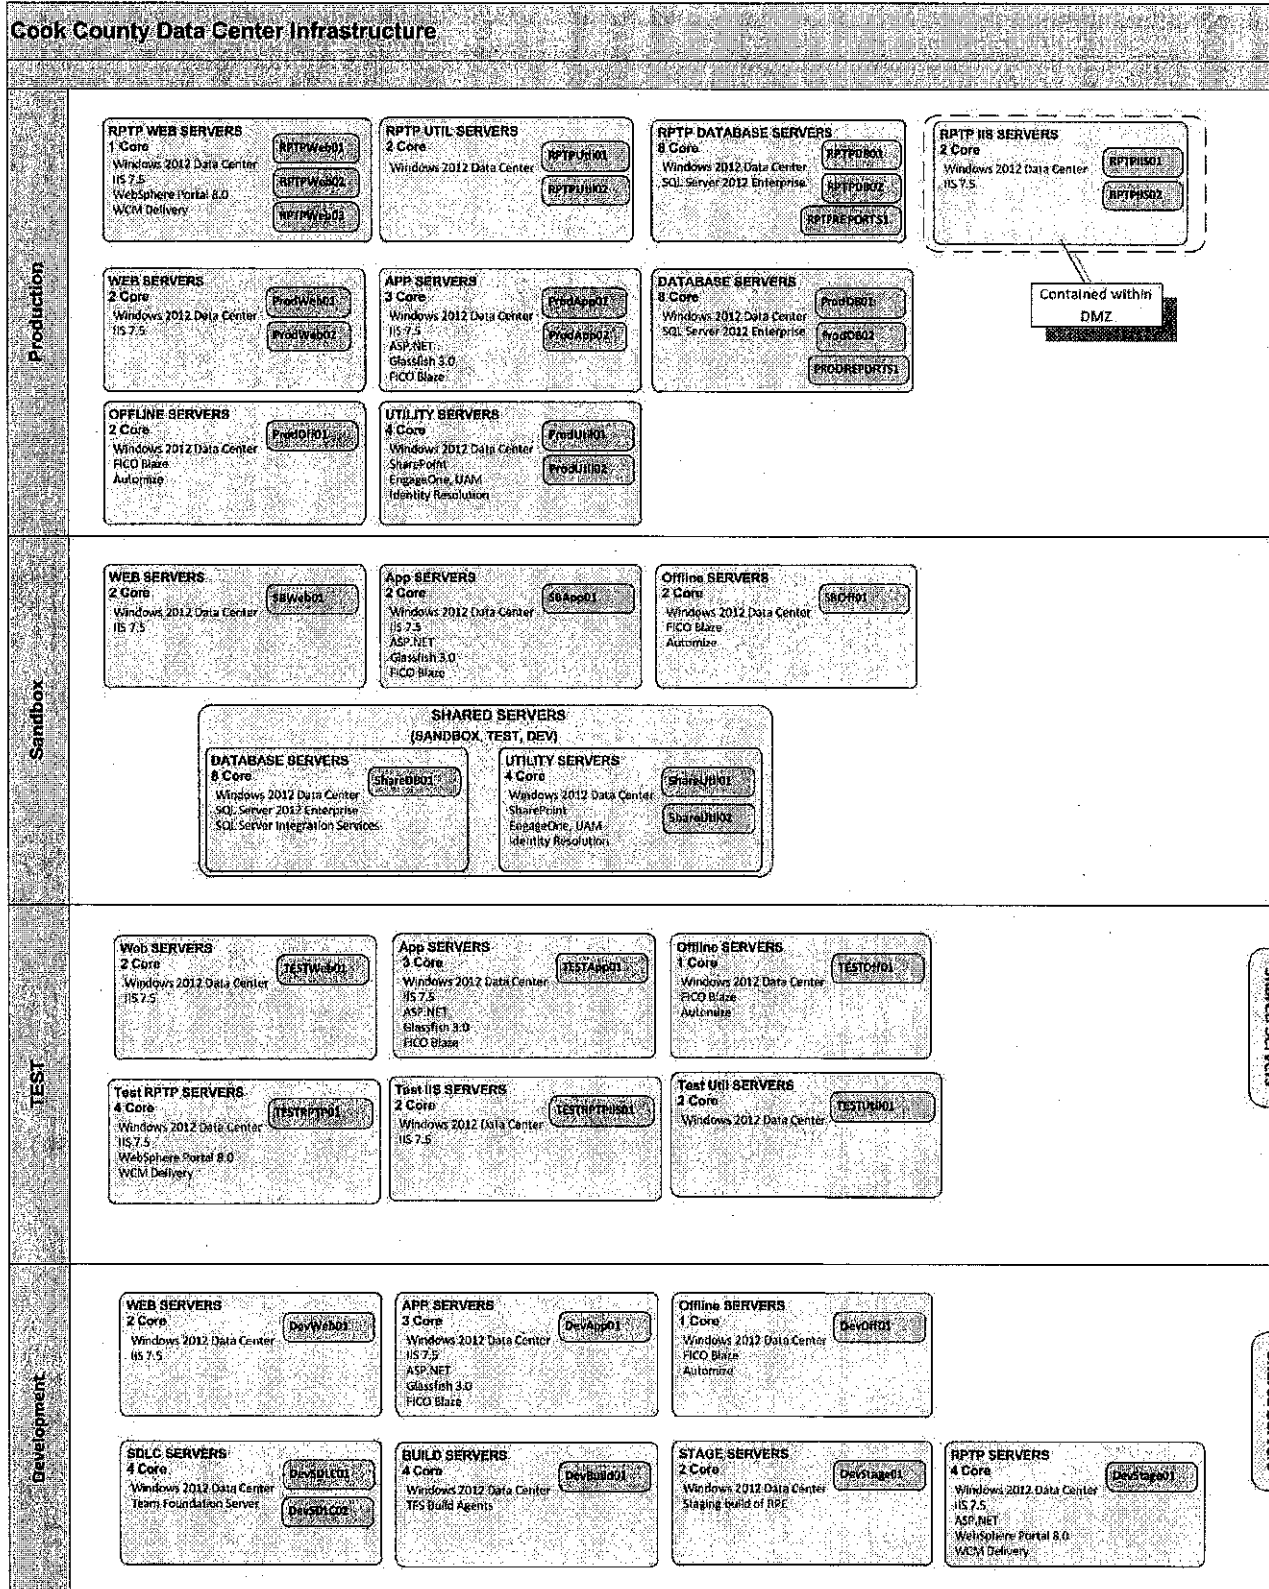 Cook County Data Center Infrastructure
Production
RPTP WEB SERVERS
1 Core
Windows 2012 Data Center
IIS 7.5
WebSphere Portal 8.0
WCM Delivery
RPTPWeb01
RPTPWeb02
RPTPWeb03
RPTP UTIL SERVERS
2 Core
Windows 2012 Data Center
RPTPUtil01
RPTPUtil02
RPTP DATABASE SERVERS
8 Core
Windows 2012 Data Center
SQL Server 2012 Enterprise
RPTPDB01
RPTPDB02
RPTPREPORTS1
RPTP IIS SERVERS
2 Core
Windows 2012 Data Center
IIS 7.5
RPTPIIS01
RPTPIIS02
Contained within
DMZ
WEB SERVERS
2 Core
Windows 2012 Data Center
IIS 7.5
ProdWeb01
ProdWeb02
APP SERVERS
3 Core
Windows 2012 Data Center
IIS 7.5
ASP.NET
Glassfish 3.0
FICO Blaze
ProdApp01
ProdApp02
DATABASE SERVERS
8 Core
Windows 2012 Data Center
SQL Server 2012 Enterprise
ProdDB01
ProdDB02
PRODREPORTS1
OFFLINE SERVERS
2 Core
Windows 2012 Data Center
FICO Blaze
Automize
ProdOff01
UTILITY SERVERS
4 Core
Windows 2012 Data Center
SharePoint
EngageOne, UAM
Identity Resolution
ProdUtil01
ProdUtil02
Sandbox
WEB SERVERS
2 Core
Windows 2012 Data Center
IIS 7.5
SBWeb01
App SERVERS
2 Core
Windows 2012 Data Center
IIS 7.5
ASP.NET
Glassfish 3.0
FICO Blaze
SBApp01
Offline SERVERS
2 Core
Windows 2012 Data Center
FICO Blaze
Automize
SBOff01
SHARED SERVERS
(SANDBOX, TEST, DEV)
DATABASE SERVERS
8 Core
Windows 2012 Data Center
SQL Server 2012 Enterprise
SQL Server Integration Services
ShareDB01
UTILITY SERVERS
4 Core
Windows 2012 Data Center
SharePoint
EngageOne, UAM
Identity Resolution
ShareUtil01
ShareUtil02
TEST
Web SERVERS
2 Core
Windows 2012 Data Center
IIS 7.5
TESTWeb01
App SERVERS
3 Core
Windows 2012 Data Center
IIS 7.5
ASP.NET
Glassfish 3.0
FICO Blaze
TESTApp01
Offline SERVERS
1 Core
Windows 2012 Data Center
FICO Blaze
Automize
TESTOff01
Test RPTP SERVERS
4 Core
Windows 2012 Data Center
IIS 7.5
WebSphere Portal 8.0
WCM Delivery
TESTRPTP01
Test IIS SERVERS
2 Core
Windows 2012 Data Center
IIS 7.5
TESTRPTPIIS01
Test Util SERVERS
2 Core
Windows 2012 Data Center
TESTUtil01
Development
WEB SERVERS
2 Core
Windows 2012 Data Center
IIS 7.5
DevWeb01
APP SERVERS
3 Core
Windows 2012 Data Center
IIS 7.5
ASP.NET
Glassfish 3.0
FICO Blaze
DevApp01
Offline SERVERS
1 Core
Windows 2012 Data Center
FICO Blaze
Automize
DevOff01
SDLC SERVERS
4 Core
Windows 2012 Data Center
Team Foundation Server
DevSDLC01
DevSDLC02
BUILD SERVERS
4 Core
Windows 2012 Data Center
TFS Build Agents
DevBuild01
STAGE SERVERS
2 Core
Windows 2012 Data Center
Staging build of RPE
DevStage01
RPTP SERVERS
4 Core
Windows 2012 Data Center
IIS 7.5
ASP.NET
WebSphere Portal 8.0
WCM Delivery
DevStage01